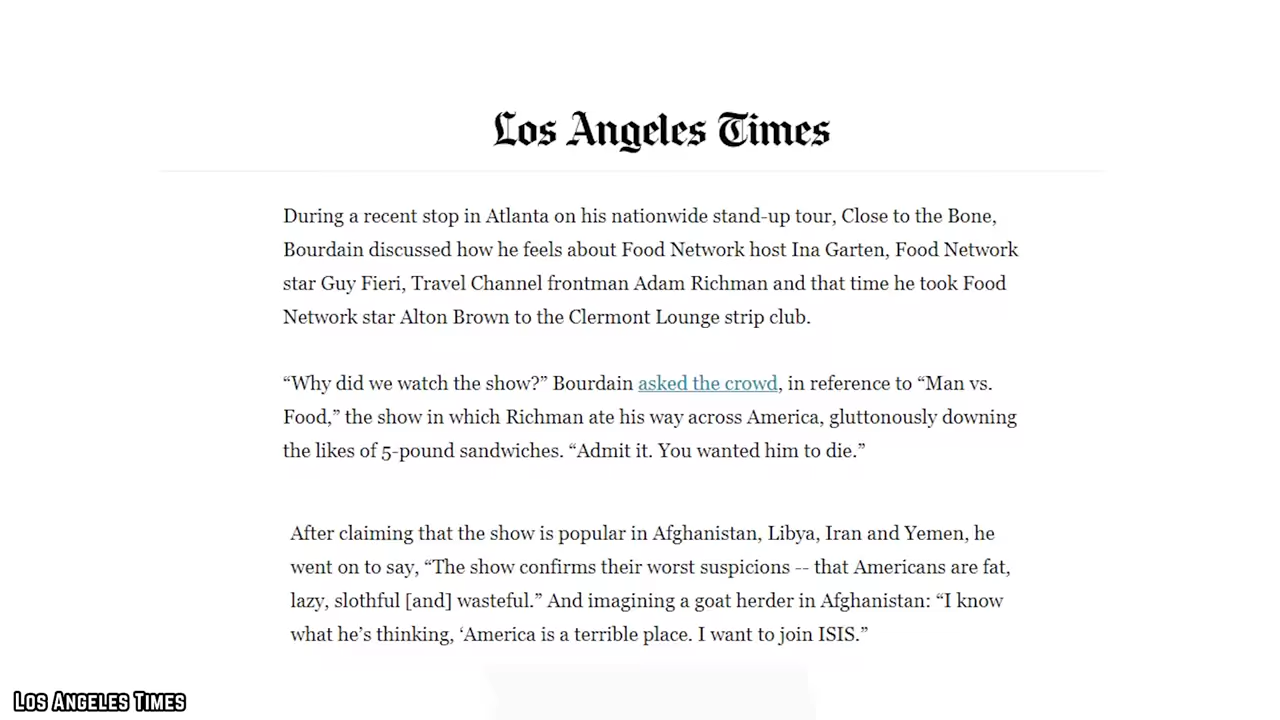 Los Angeles Times
During a recent stop in Atlanta on his nationwide stand-up tour, Close to the Bone,
Bourdain discussed how he feels about Food Network host Ina Garten, Food Network
star Guy Fieri, Travel Channel frontman Adam Richman and that time he took Food
Network star Alton Brown to the Clermont Lounge strip club.
“Why did we watch the show?” Bourdain asked the crowd, in reference to “Man vs.
Food,” the show in which Richman ate his way across America, gluttonously downing
the likes of 5-pound sandwiches. “Admit it. You wanted him to die.”
After claiming that the show is popular in Afghanistan, Libya, Iran and Yemen, he
went on to say, “The show confirms their worst suspicions -- that Americans are fat,
lazy, slothful [and] wasteful.” And imagining a goat herder in Afghanistan: “I know
what he’s thinking, ‘America is a terrible place. I want to join ISIS.”
Los Angeles Times